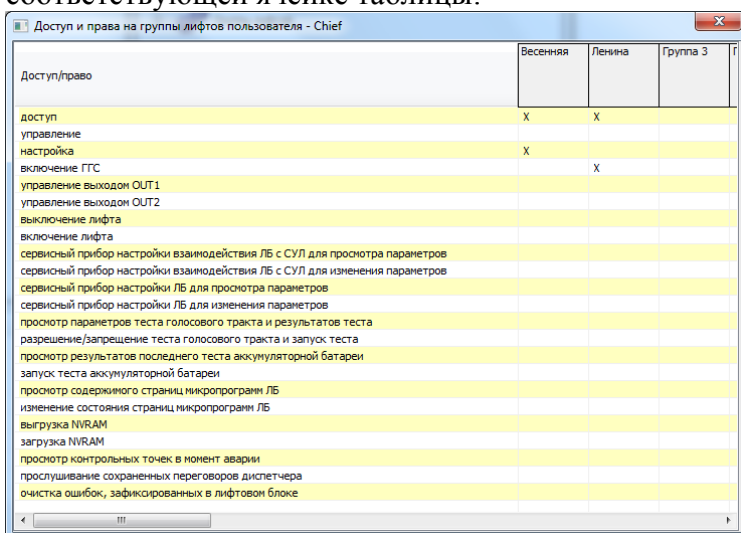 соответствующей ячейке таблицы.
Доступ и права на группы лифтов пользователя - Chief
Доступ/право Весенняя Ленина Группа 3
доступ X X
управление
настройка X
включение ГГС X
управление выходом OUT1
управление выходом OUT2
выключение лифта
включение лифта
сервисный прибор настройки взаимодействия ЛБ с СУЛ для просмотра параметров
сервисный прибор настройки взаимодействия ЛБ с СУЛ для изменения параметров
сервисный прибор настройки ЛБ для просмотра параметров
сервисный прибор настройки ЛБ для изменения параметров
просмотр параметров теста голосового тракта и результатов теста
разрешение/запрещение теста голосового тракта и запуск теста
просмотр результатов последнего теста аккумуляторной батареи
запуск теста аккумуляторной батареи
просмотр содержимого страниц микропрограмм ЛБ
изменение состояния страниц микропрограмм ЛБ
выгрузка NVRAM
загрузка NVRAM
просмотр контрольных точек в момент аварии
прослушивание сохраненных переговоров диспетчера
очистка ошибок, зафиксированных в лифтовом блоке